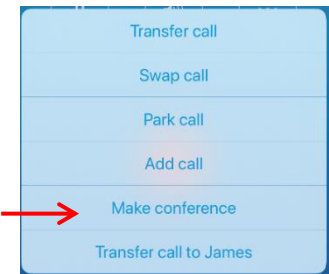 Transfer call
Swap call
Park call
Add call
Make conference
Transfer call to James